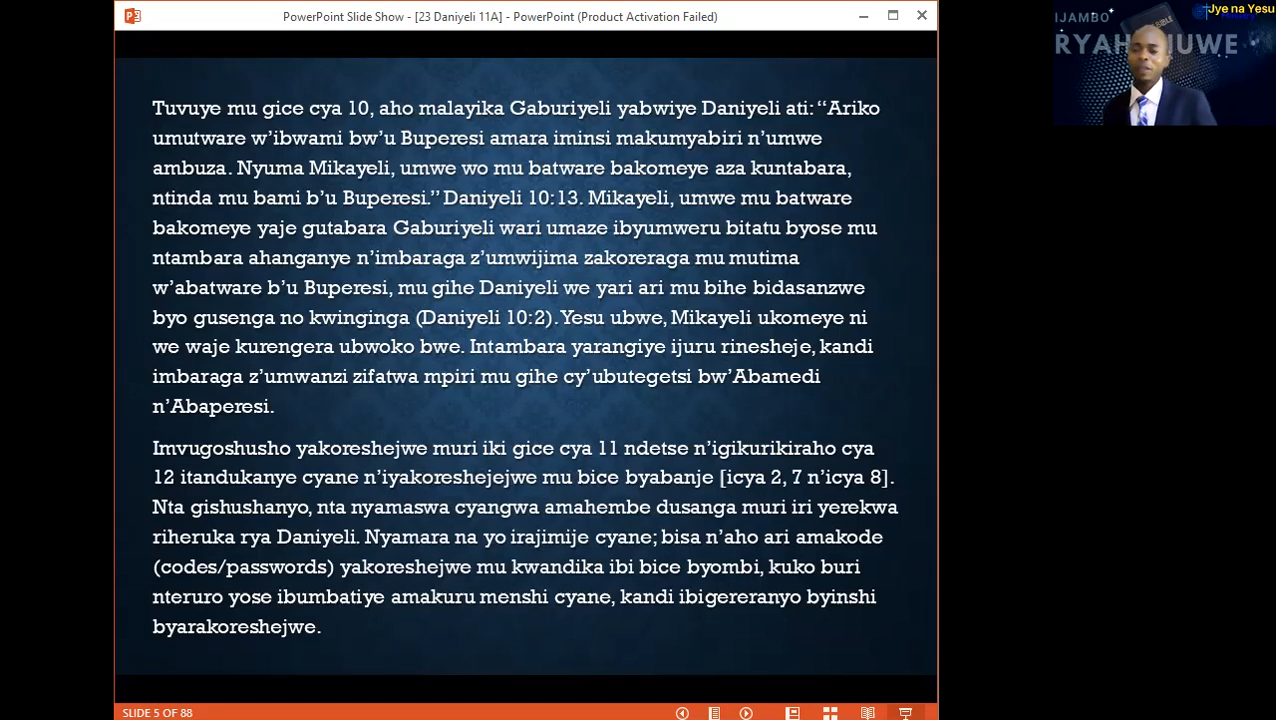 PowerPoint Slide Show - [23 Daniyeli 11A] - PowerPoint (Product Activation Failed)
Jye na Yesu
IJAMBO
BIBLE
Tuvuye mu gice cya 10, aho malayika Gaburiyeli yabwiye Daniyeli ati: “Ariko
umutware w’ibwami bw’u Buperesi amara iminsi makumyabiri n’umwe
ambuza. Nyuma Mikayeli, umwe wo mu batware bakomeye aza kuntabara,
ntinda mu bami b’u Buperesi.” Daniyeli 10:13. Mikayeli, umwe mu batware
bakomeye yaje gutabara Gaburiyeli wari umaze ibyumweru bitatu byose mu
ntambara ahanganye n’imbaraga z’umwijima zakoreraga mu mutima
w’abatware b’u Buperesi, mu gihe Daniyeli we yari ari mu bihe bidasanzwe
byo gusenga no kwinginga (Daniyeli 10:2). Yesu ubwe, Mikayeli ukomeye ni
we waje kurengera ubwoko bwe. Intambara yarangiye ijuru rinesheje, kandi
imbaraga z’umwanzi zifatwa mpiri mu gihe cy’ubutegetsi bw’Abamedi
n’Abaperesi.
Imvugoshusho yakoreshejwe muri iki gice cya 11 ndetse n’igikurikiraho cya
12 itandukanye cyane n’iyakoreshejejwe mu bice byabanje [icya 2, 7 n’icya 8].
Nta gishushanyo, nta nyamaswa cyangwa amahembe dusanga muri iri yerekwa
riheruka rya Daniyeli. Nyamara na yo irajimije cyane; bisa n’aho ari amakode
(codes/passwords) yakoreshejwe mu kwandika ibi bice byombi, kuko buri
nteruro yose ibumbatiye amakuru menshi cyane, kandi ibigereranyo byinshi
byarakoreshejwe.
SLIDE 5 OF 88